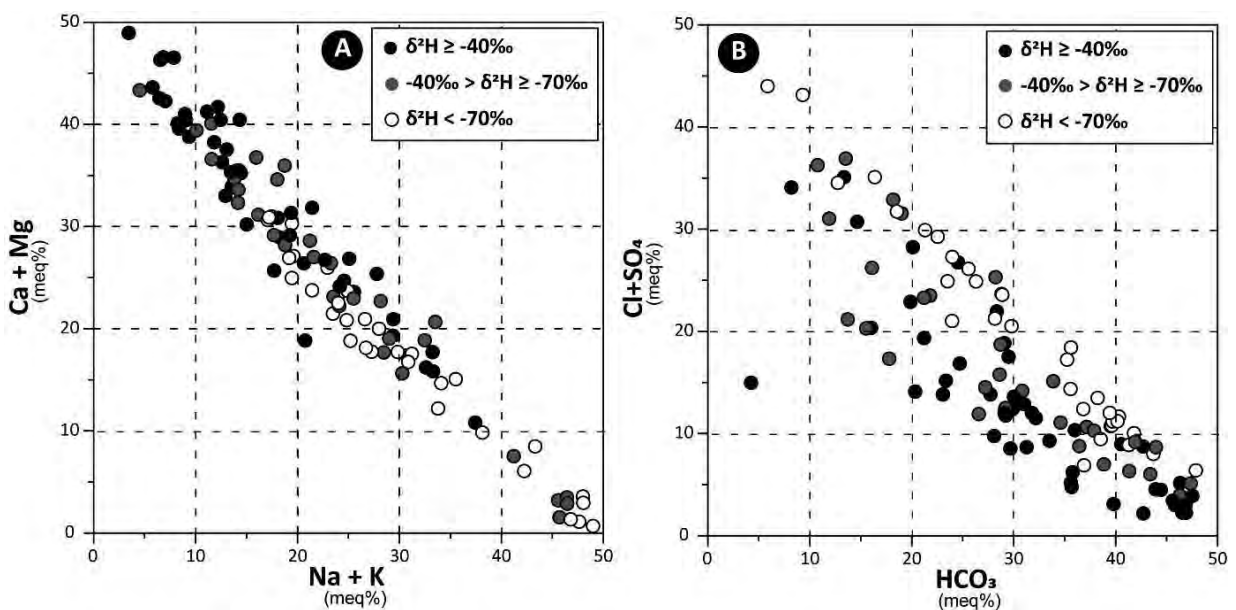 A
δ²H ≥ -40‰
-40‰ > δ²H ≥ -70‰
δ²H < -70‰
Ca + Mg
(meq%)
50
40
30
20
10
0
0 10 20 30 40 50
Na + K
(meq%)
B
δ²H ≥ -40‰
-40‰ > δ²H ≥ -70‰
δ²H < -70‰
Cl+SO₄
(meq%)
50
40
30
20
10
0
0 10 20 30 40 50
HCO₃
(meq%)